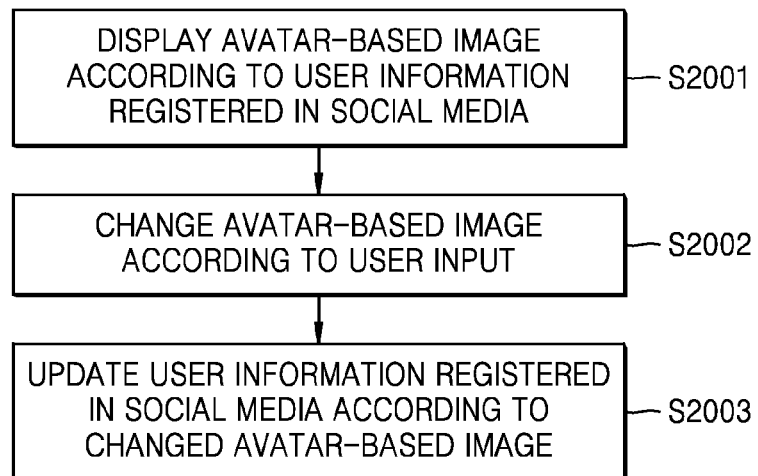 DISPLAY AVATAR-BASED IMAGE
ACCORDING TO USER INFORMATION
REGISTERED IN SOCIAL MEDIA
S2001
CHANGE AVATAR-BASED IMAGE
ACCORDING TO USER INPUT
S2002
UPDATE USER INFORMATION REGISTERED
IN SOCIAL MEDIA ACCORDING TO
CHANGED AVATAR-BASED IMAGE
S2003